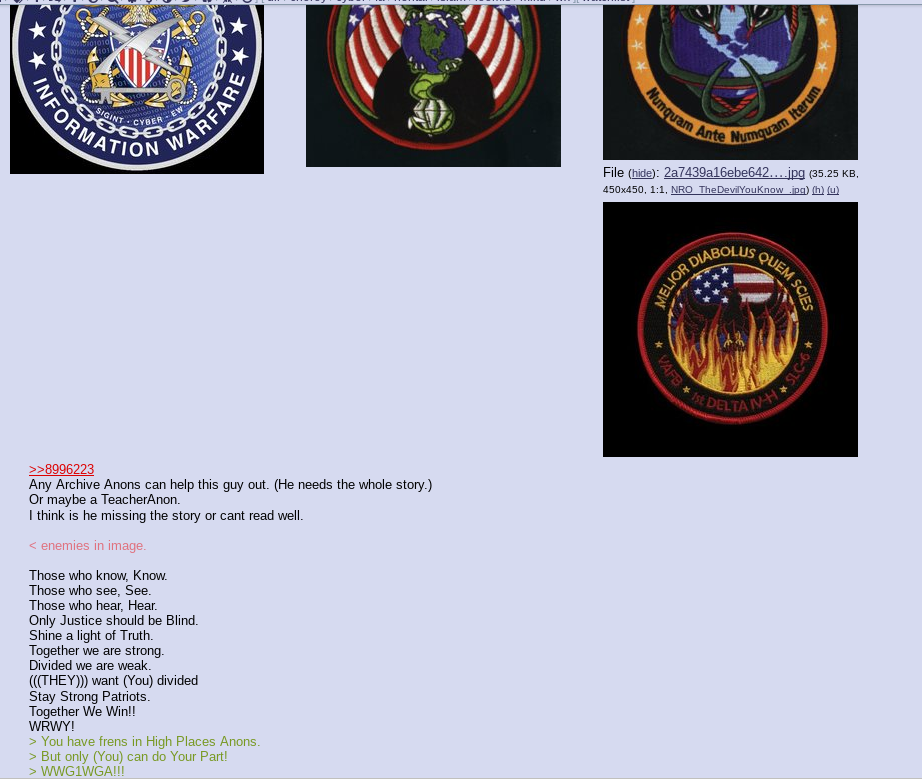 INFORMATION WARFARE
SIGINT · CYBER · EW
Numquam Ante Numquam Iterum
File (hide): 2a7439a16ebe642….jpg (35.25 KB,
450x450, 1:1, NRO_TheDevilYouKnow_.jpg) (h) (u)
MELIOR DIABOLUS QUEM SCIES
VAFB ★ 1st DELTA IV-H ★ SLC-6
>>8996223
Any Archive Anons can help this guy out. (He needs the whole story.)
Or maybe a TeacherAnon.
I think is he missing the story or cant read well.
< enemies in image.
Those who know, Know.
Those who see, See.
Those who hear, Hear.
Only Justice should be Blind.
Shine a light of Truth.
Together we are strong.
Divided we are weak.
(((THEY))) want (You) divided
Stay Strong Patriots.
Together We Win!!
WRWY!
> You have frens in High Places Anons.
> But only (You) can do Your Part!
> WWG1WGA!!!